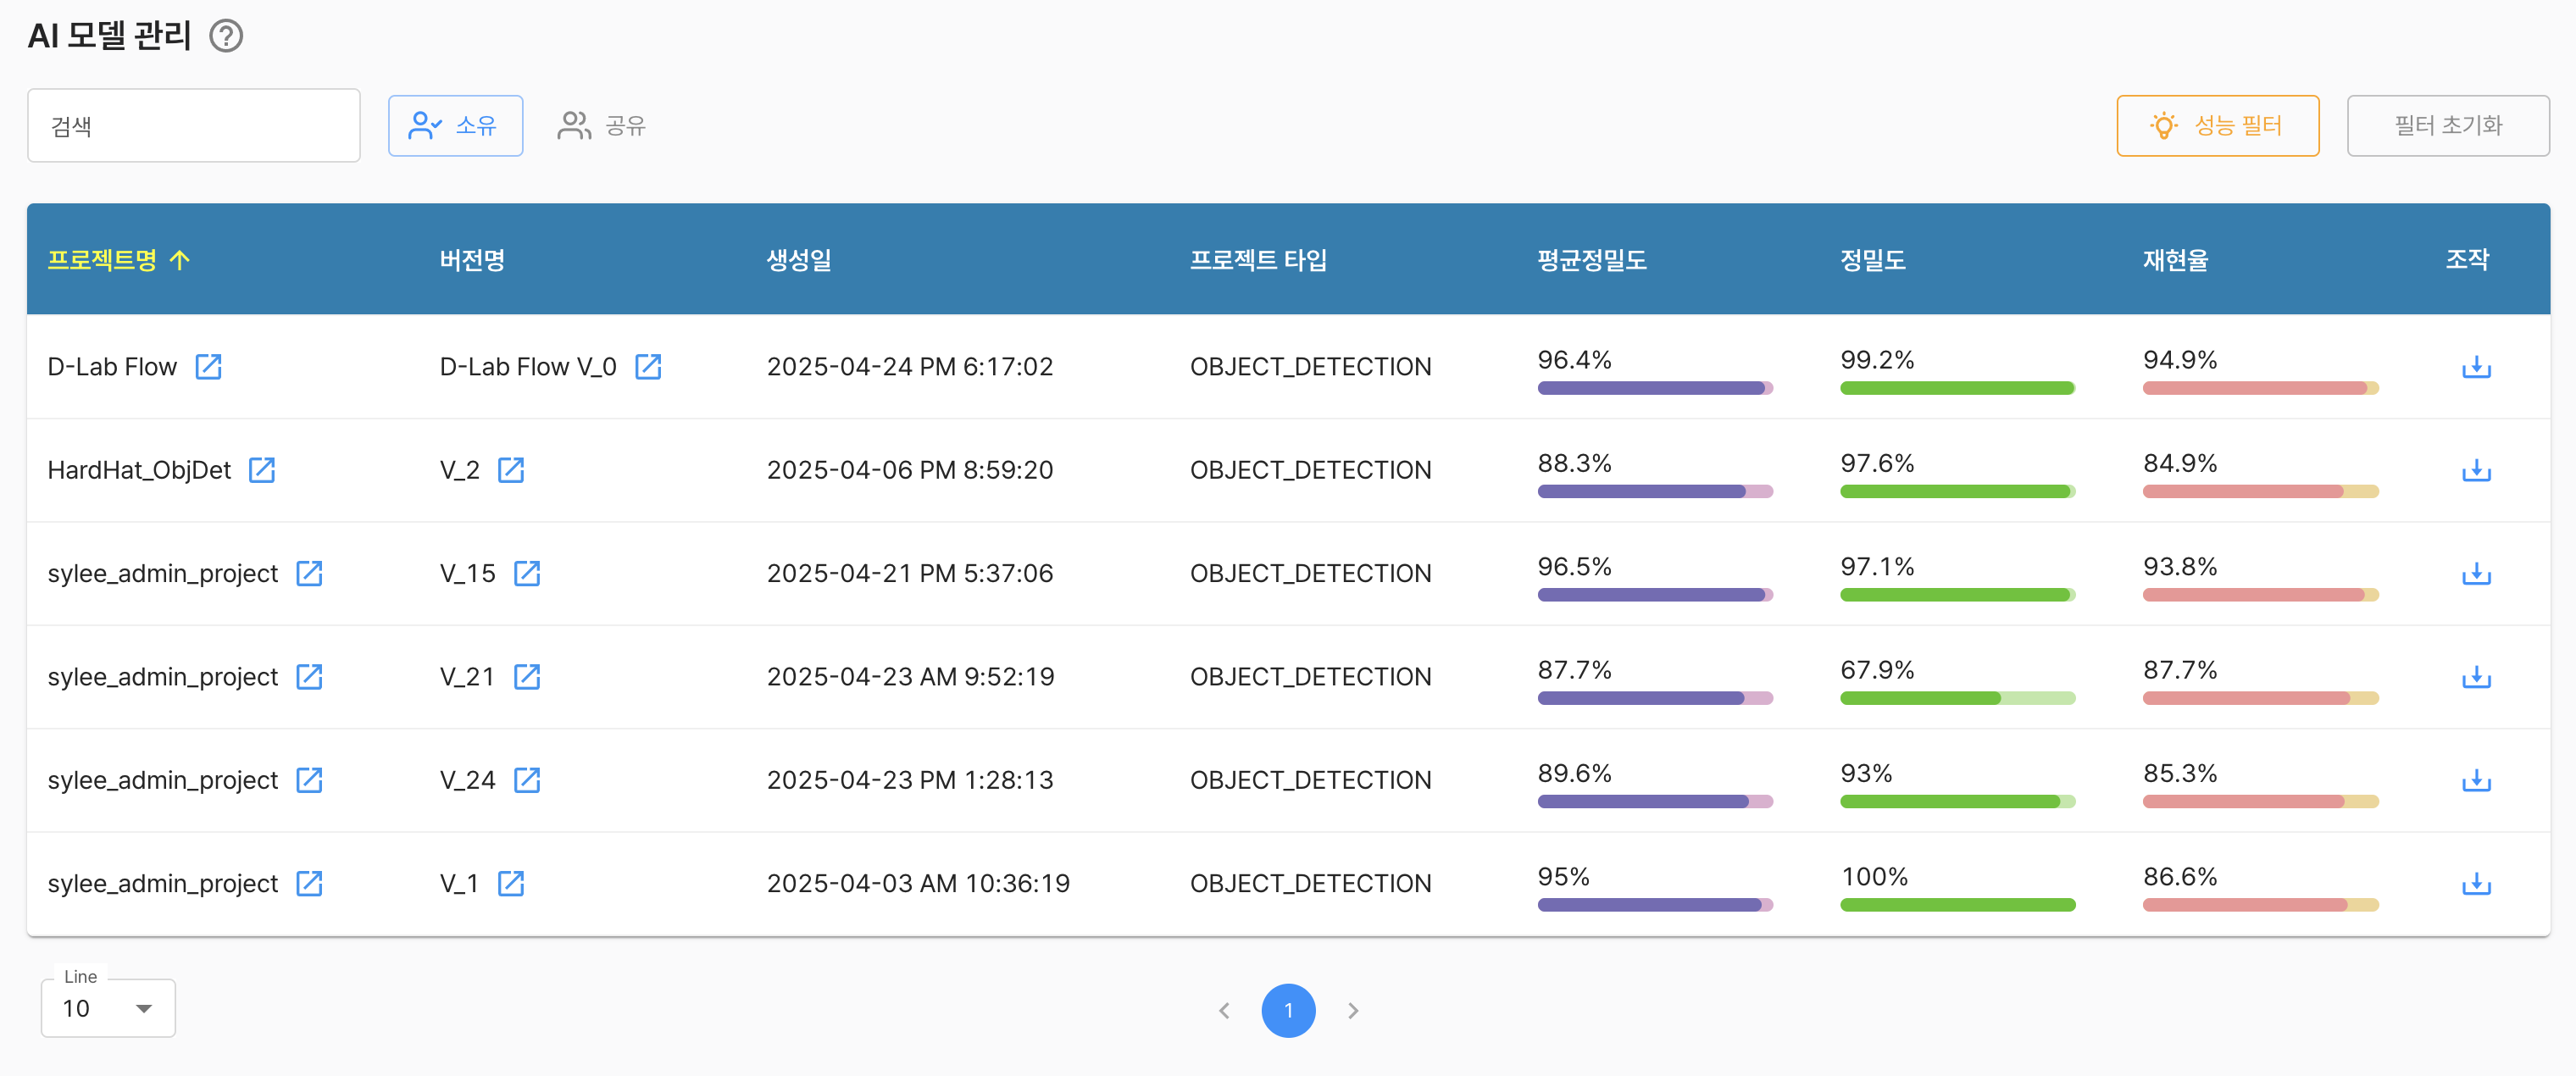 AI 모델 관리
검색 소유 공유 성능 필터 필터 초기화
프로젝트명 버전명 생성일 프로젝트 타입 평균정밀도 정밀도 재현율 조작
D-Lab Flow D-Lab Flow V_0 2025-04-24 PM 6:17:02 OBJECT_DETECTION 96.4% 99.2% 94.9%
HardHat_ObjDet V_2 2025-04-06 PM 8:59:20 OBJECT_DETECTION 88.3% 97.6% 84.9%
sylee_admin_project V_15 2025-04-21 PM 5:37:06 OBJECT_DETECTION 96.5% 97.1% 93.8%
sylee_admin_project V_21 2025-04-23 AM 9:52:19 OBJECT_DETECTION 87.7% 67.9% 87.7%
sylee_admin_project V_24 2025-04-23 PM 1:28:13 OBJECT_DETECTION 89.6% 93% 85.3%
sylee_admin_project V_1 2025-04-03 AM 10:36:19 OBJECT_DETECTION 95% 100% 86.6%
Line
10 1